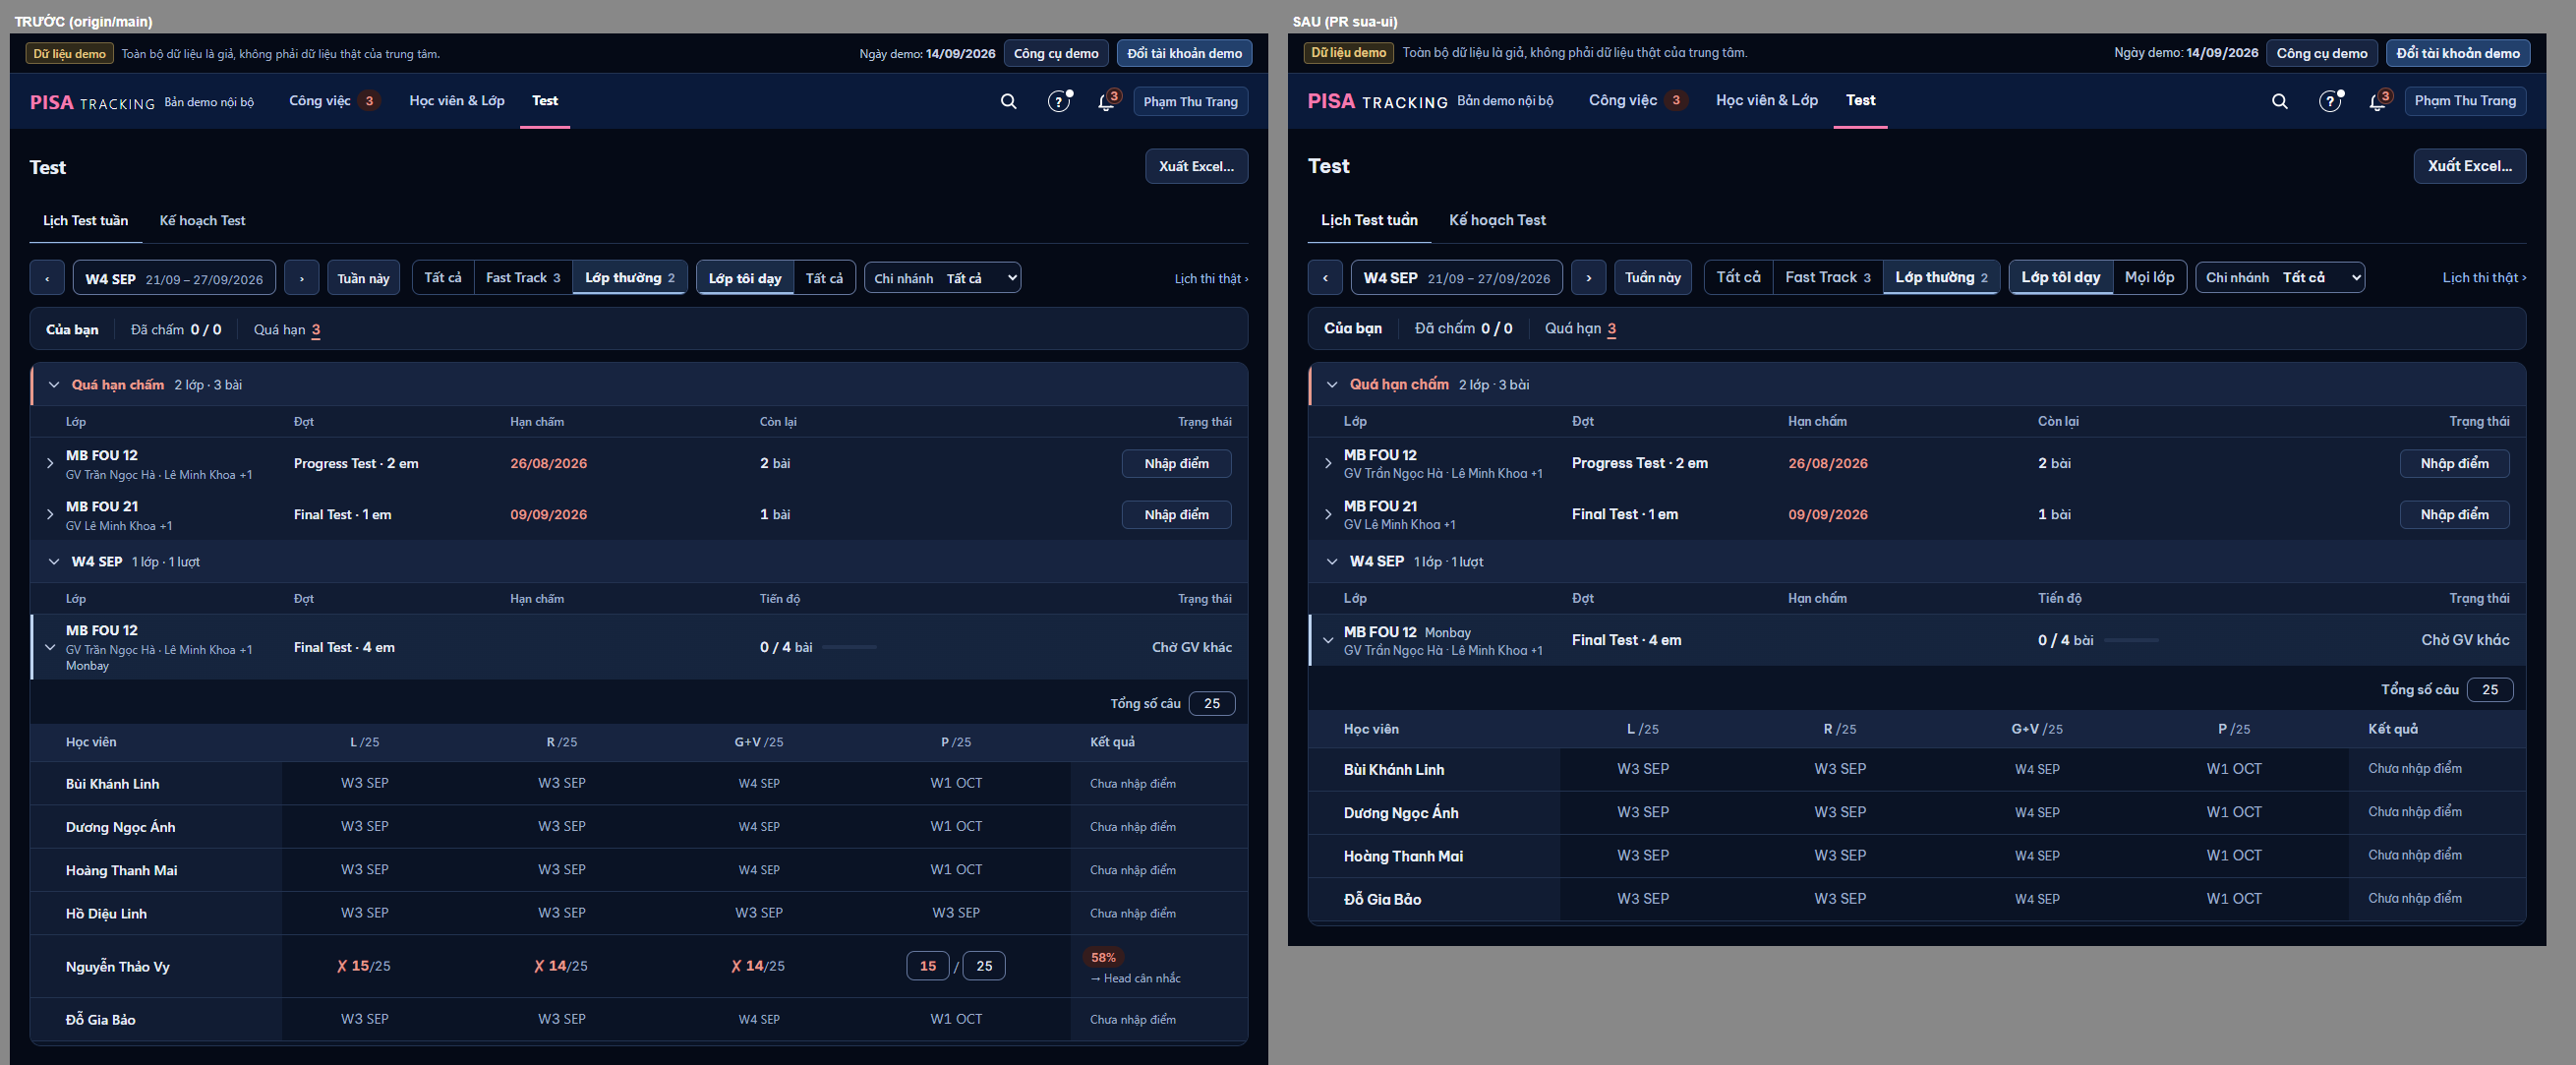 TRƯỚC (origin/main)
Dữ liệu demo Toàn bộ dữ liệu là giả, không phải dữ liệu thật của trung tâm. Ngày demo: 14/09/2026 Công cụ demo Đổi tài khoản demo
PISA TRACKING Bản demo nội bộ Công việc 3 Học viên & Lớp Test ? 3 Phạm Thu Trang
Test Xuất Excel...
Lịch Test tuần Kế hoạch Test
‹ W4 SEP 21/09 – 27/09/2026 › Tuần này Tất cả Fast Track 3 Lớp thường 2 Lớp tôi dạy Tất cả Chi nhánh Tất cả Lịch thi thật ›
Của bạn Đã chấm 0 / 0 Quá hạn 3
Quá hạn chấm 2 lớp · 3 bài
Lớp Đợt Hạn chấm Còn lại Trạng thái
MB FOU 12
GV Trần Ngọc Hà · Lê Minh Khoa +1
Progress Test · 2 em 26/08/2026 2 bài Nhập điểm
MB FOU 21
GV Lê Minh Khoa +1
Final Test · 1 em 09/09/2026 1 bài Nhập điểm
W4 SEP 1 lớp · 1 lượt
Lớp Đợt Hạn chấm Tiến độ Trạng thái
MB FOU 12
GV Trần Ngọc Hà · Lê Minh Khoa +1
Monbay
Final Test · 4 em 0 / 4 bài Chờ GV khác
Tổng số câu 25
Học viên L /25 R /25 G+V /25 P /25 Kết quả
Bùi Khánh Linh W3 SEP W3 SEP W4 SEP W1 OCT Chưa nhập điểm
Dương Ngọc Ánh W3 SEP W3 SEP W4 SEP W1 OCT Chưa nhập điểm
Hoàng Thanh Mai W3 SEP W3 SEP W4 SEP W1 OCT Chưa nhập điểm
Hồ Diệu Linh W3 SEP W3 SEP W3 SEP W3 SEP Chưa nhập điểm
Nguyễn Thảo Vy ✗ 15/25 ✗ 14/25 ✗ 14/25 15 / 25 58%
→ Head cân nhắc
Đỗ Gia Bảo W3 SEP W3 SEP W4 SEP W1 OCT Chưa nhập điểm
SAU (PR sua-ui)
Dữ liệu demo Toàn bộ dữ liệu là giả, không phải dữ liệu thật của trung tâm. Ngày demo: 14/09/2026 Công cụ demo Đổi tài khoản demo
PISA TRACKING Bản demo nội bộ Công việc 3 Học viên & Lớp Test ? 3 Phạm Thu Trang
Test Xuất Excel...
Lịch Test tuần Kế hoạch Test
‹ W4 SEP 21/09 – 27/09/2026 › Tuần này Tất cả Fast Track 3 Lớp thường 2 Lớp tôi dạy Mọi lớp Chi nhánh Tất cả Lịch thi thật ›
Của bạn Đã chấm 0 / 0 Quá hạn 3
Quá hạn chấm 2 lớp · 3 bài
Lớp Đợt Hạn chấm Còn lại Trạng thái
MB FOU 12
GV Trần Ngọc Hà · Lê Minh Khoa +1
Progress Test · 2 em 26/08/2026 2 bài Nhập điểm
MB FOU 21
GV Lê Minh Khoa +1
Final Test · 1 em 09/09/2026 1 bài Nhập điểm
W4 SEP 1 lớp · 1 lượt
Lớp Đợt Hạn chấm Tiến độ Trạng thái
MB FOU 12 Monbay
GV Trần Ngọc Hà · Lê Minh Khoa +1
Final Test · 4 em 0 / 4 bài Chờ GV khác
Tổng số câu 25
Học viên L /25 R /25 G+V /25 P /25 Kết quả
Bùi Khánh Linh W3 SEP W3 SEP W4 SEP W1 OCT Chưa nhập điểm
Dương Ngọc Ánh W3 SEP W3 SEP W4 SEP W1 OCT Chưa nhập điểm
Hoàng Thanh Mai W3 SEP W3 SEP W4 SEP W1 OCT Chưa nhập điểm
Đỗ Gia Bảo W3 SEP W3 SEP W4 SEP W1 OCT Chưa nhập điểm